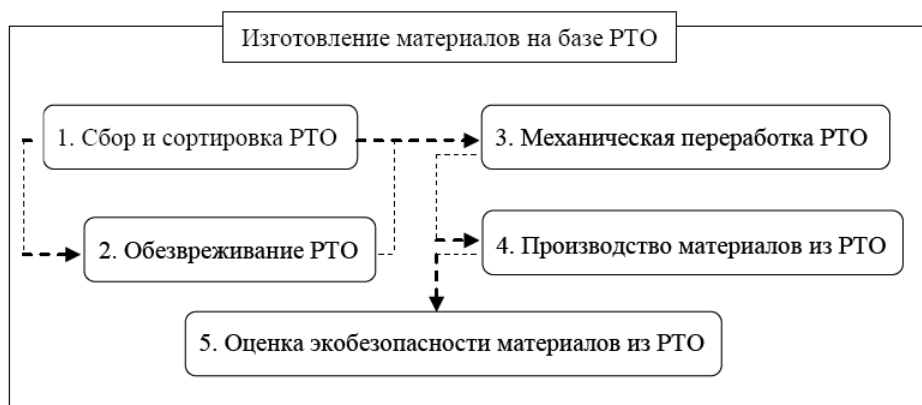 Изготовление материалов на базе РТО
1. Сбор и сортировка РТО
3. Механическая переработка РТО
2. Обезвреживание РТО
4. Производство материалов из РТО
5. Оценка экобезопасности материалов из РТО